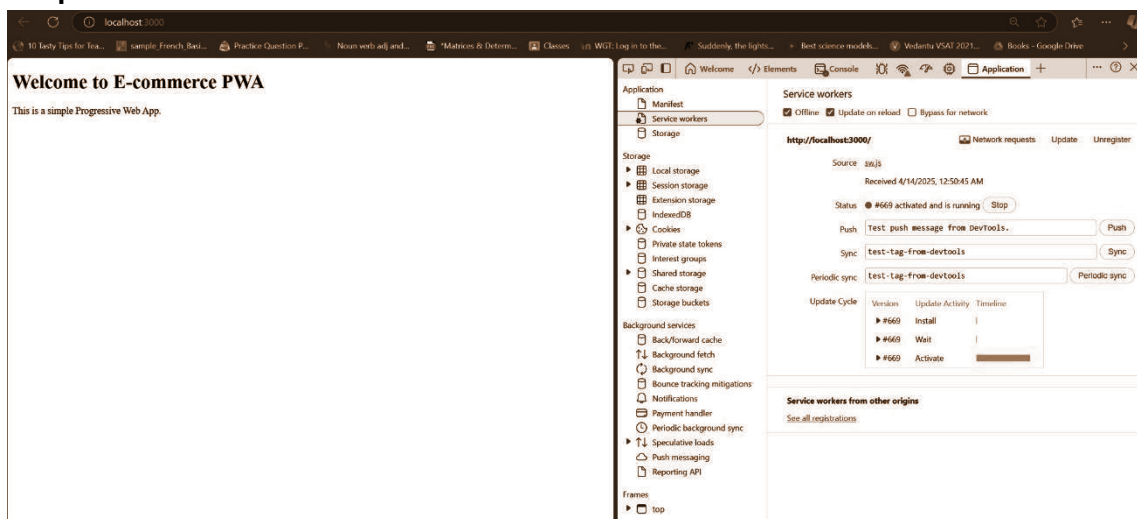 localhost:3000
10 Tasty Tips for Tea... sample_French_Basi... Practice Question P... Noun verb adj and... "Matrices & Determ... Classes WGT: Log in to the... Suddenly, the lights... Best science models... Vedantu VSAT 2021... Books - Google Drive
Welcome to E-commerce PWA
This is a simple Progressive Web App.
Welcome </> Elements Console Application
Application
Manifest
Service workers
Storage
Storage
Local storage
Session storage
Extension storage
IndexedDB
Cookies
Private state tokens
Interest groups
Shared storage
Cache storage
Storage buckets
Background services
Back/forward cache
Background fetch
Background sync
Bounce tracking mitigations
Notifications
Payment handler
Periodic background sync
Speculative loads
Push messaging
Reporting API
Frames
top
Service workers
Offline Update on reload Bypass for network
http://localhost:3000/ Network requests Update Unregister
Source sw.js
Received 4/14/2025, 12:50:45 AM
Status #669 activated and is running Stop
Push Test push message from DevTools. Push
Sync test-tag-from-devtools Sync
Periodic sync test-tag-from-devtools Periodic sync
Update Cycle Version Update Activity Timeline
#669 Install
#669 Wait
#669 Activate
Service workers from other origins
See all registrations